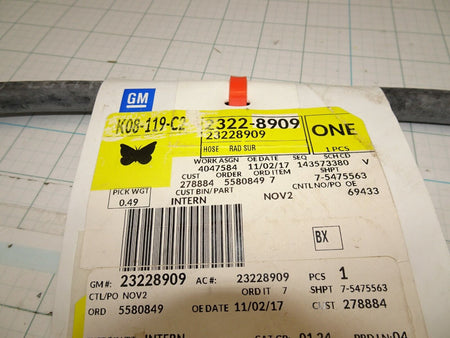 GM
K08-119-C2 2322-8909
23228909
HOSE RAD SUR
ONE
1 PCS
WORK ASGN OE DATE SEQ SCH CD
4047584 11/02/17 143573380 V
CUST ORDER ORD ITEM SHPT
278884 5580849 7 7-5475563
CUST BIN/PART CNTL NO/PO OE
INTERN NOV2 69433
PICK WGT
0.49
BX
GM #: 23228909 AC #: 23228909 PCS 1
CTL/PO NOV2 ORD IT 7 SHPT 7-5475563
ORD 5580849 OE DATE 11/02/17 CUST 278884
INTERN